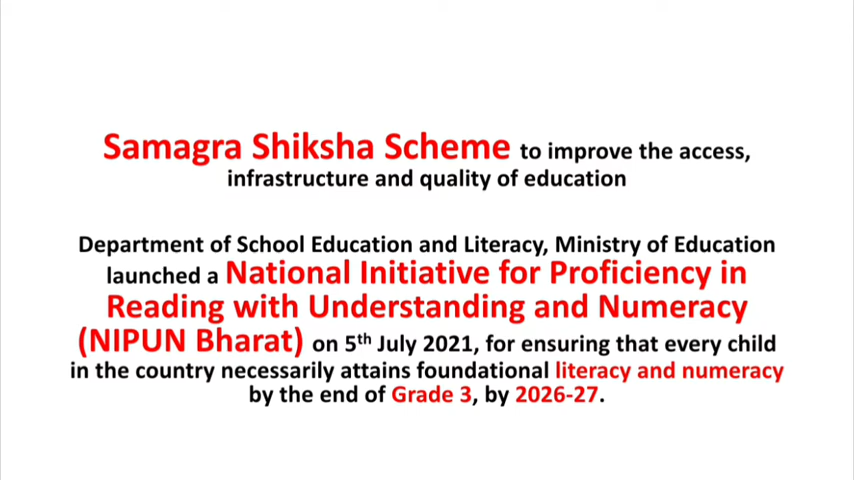 Samagra Shiksha Scheme to improve the access,
infrastructure and quality of education
Department of School Education and Literacy, Ministry of Education
launched a National Initiative for Proficiency in
Reading with Understanding and Numeracy
(NIPUN Bharat) on 5th July 2021, for ensuring that every child
in the country necessarily attains foundational literacy and numeracy
by the end of Grade 3, by 2026-27.